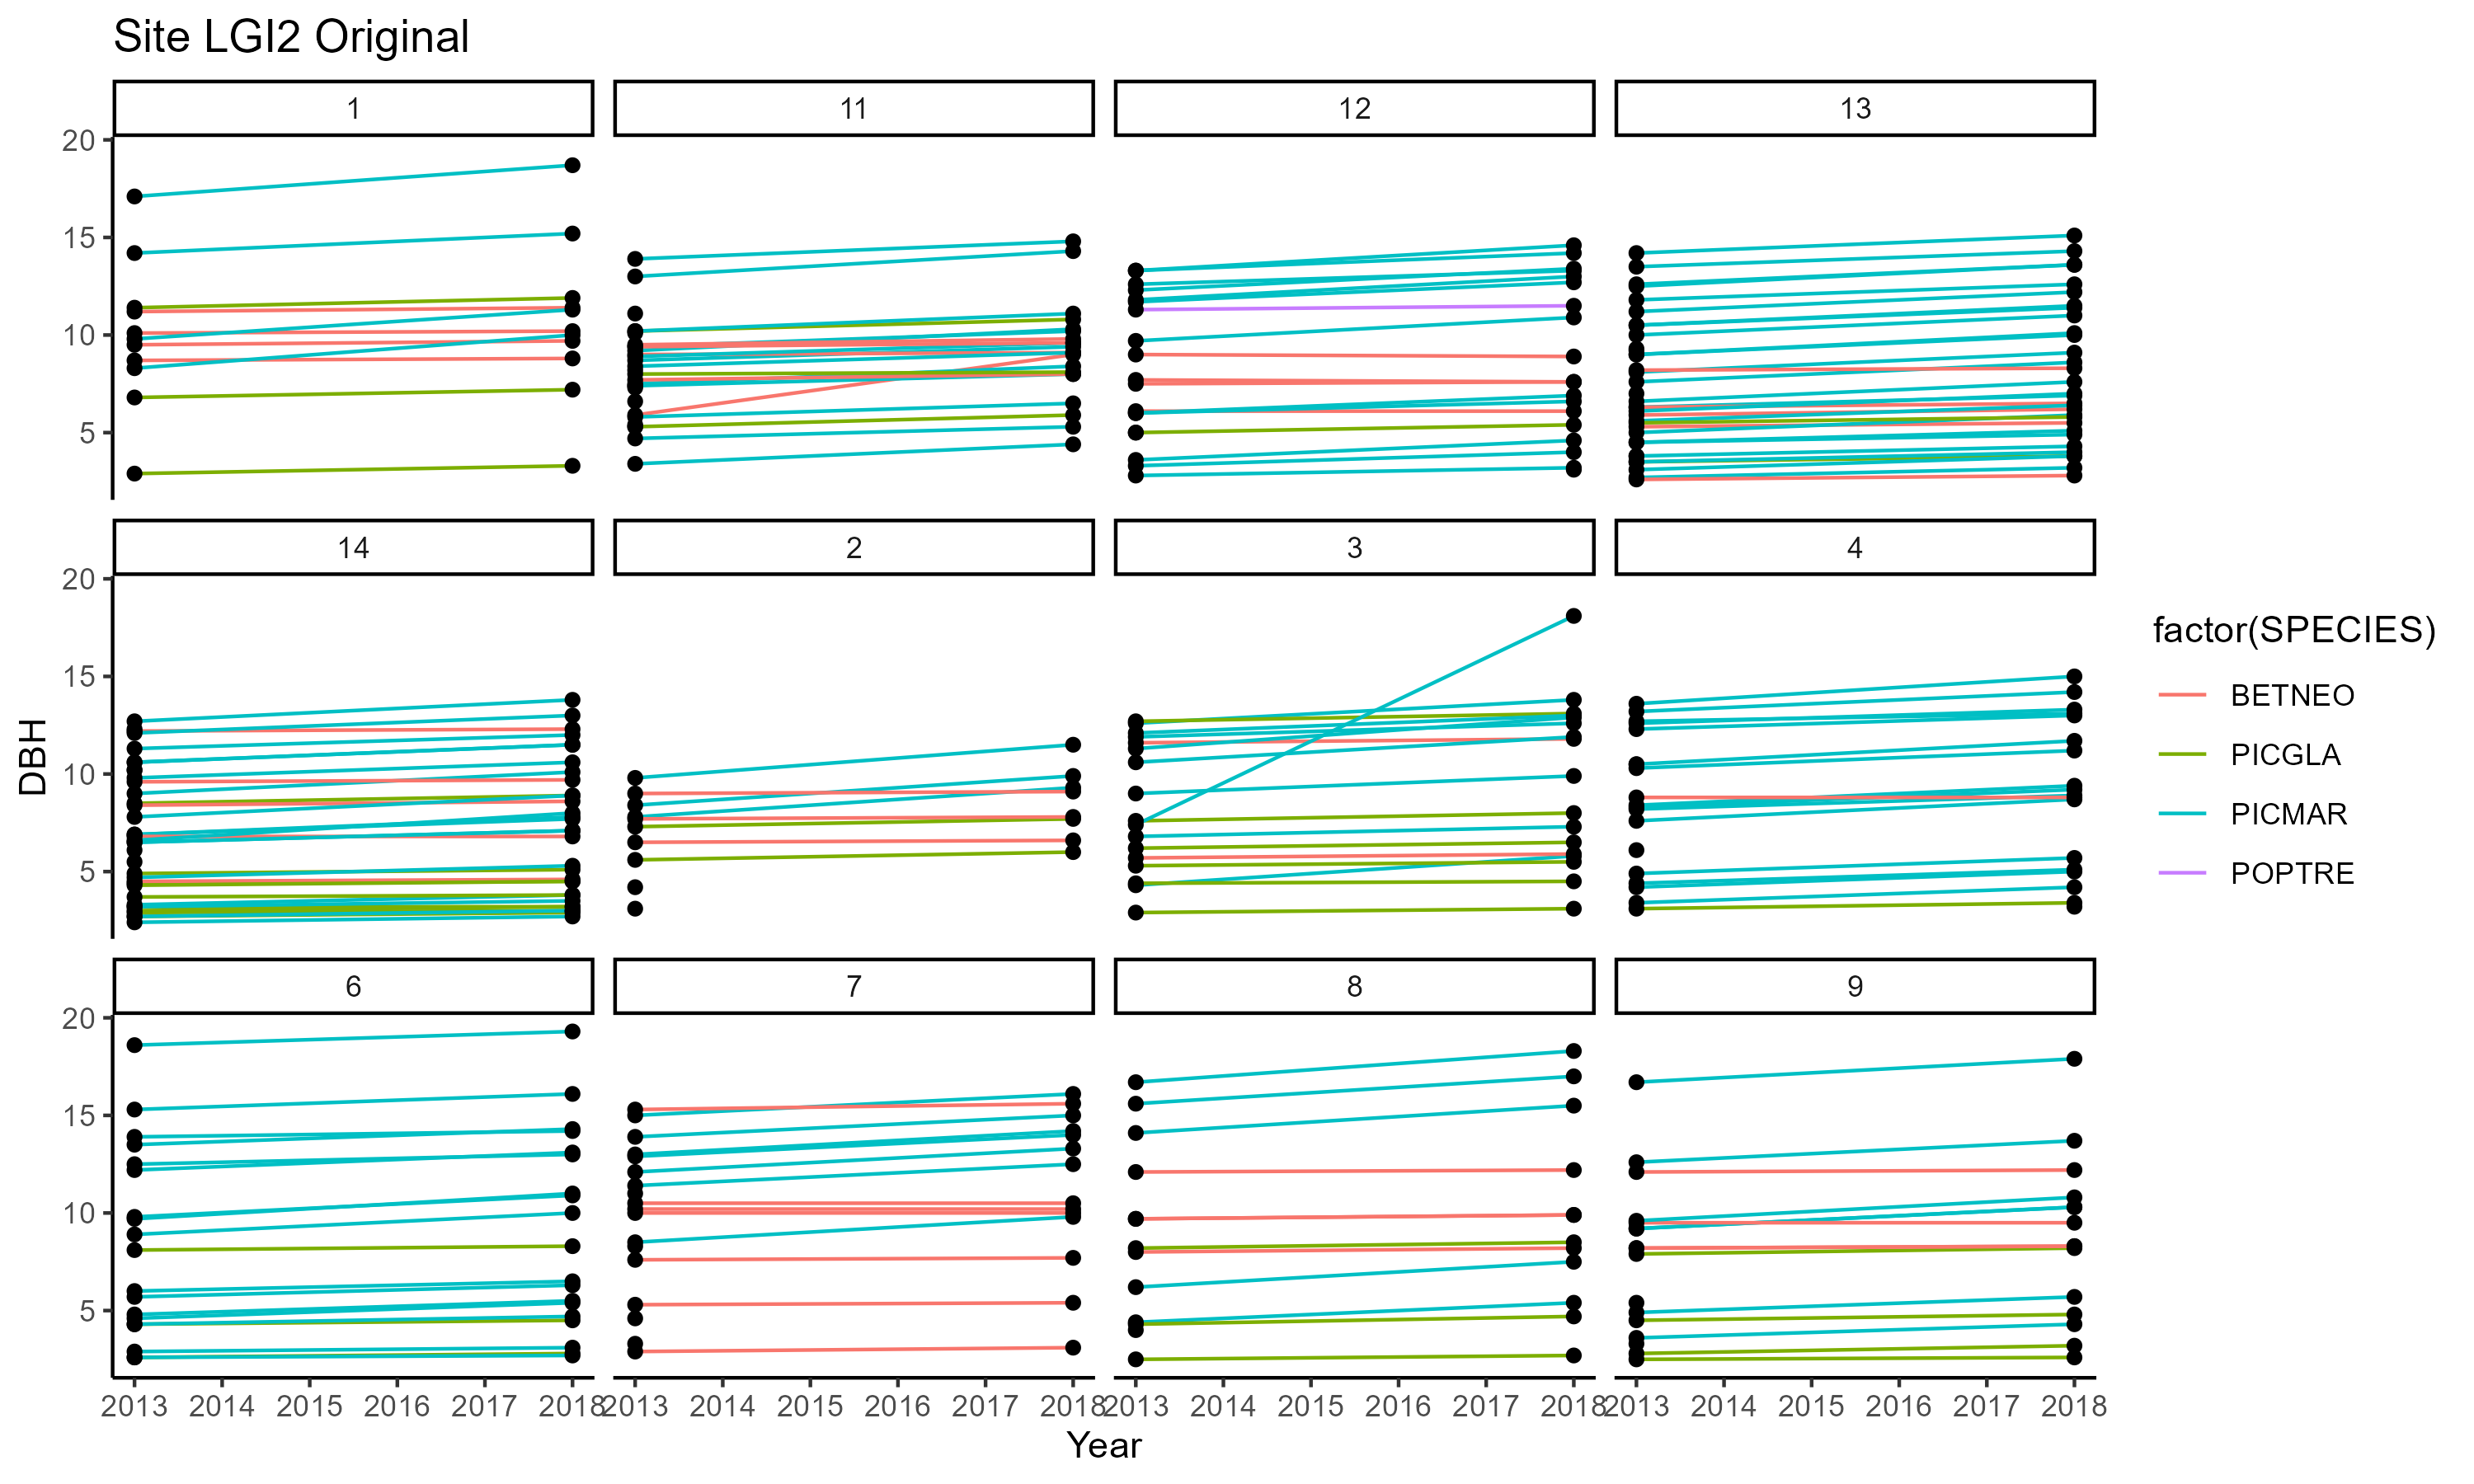 Site LGI2 Original
1 11 12 13
20
15
10
5
14 2 3 4
20
15
10
5
DBH
factor(SPECIES)
BETNEO
PICGLA
PICMAR
POPTRE
6 7 8 9
20
15
10
5
2013 2014 2015 2016 2017 2018 2013 2014 2015 2016 2017 2018 2013 2014 2015 2016 2017 2018 2013 2014 2015 2016 2017 2018
Year